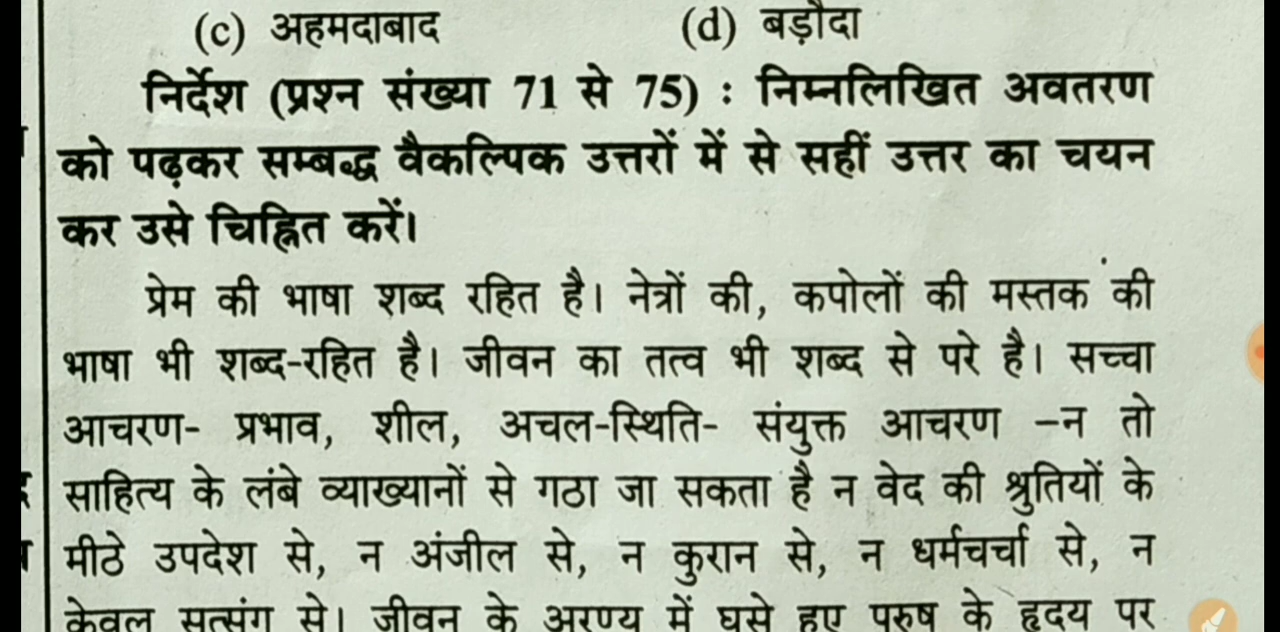 (c) अहमदाबाद (d) बड़ौदा
निर्देश (प्रश्न संख्या 71 से 75) : निम्नलिखित अवतरण
को पढ़कर सम्बद्ध वैकल्पिक उत्तरों में से सहीं उत्तर का चयन
कर उसे चिह्नित करें।
प्रेम की भाषा शब्द रहित है। नेत्रों की, कपोलों की मस्तक की
भाषा भी शब्द-रहित है। जीवन का तत्व भी शब्द से परे है। सच्चा
आचरण- प्रभाव, शील, अचल-स्थिति- संयुक्त आचरण –न तो
साहित्य के लंबे व्याख्यानों से गठा जा सकता है न वेद की श्रुतियों के
मीठे उपदेश से, न अंजील से, न कुरान से, न धर्मचर्चा से, न
केवल सत्संग से। जीवन के अरण्य में घुसे हुए पुरुष के हृदय पर